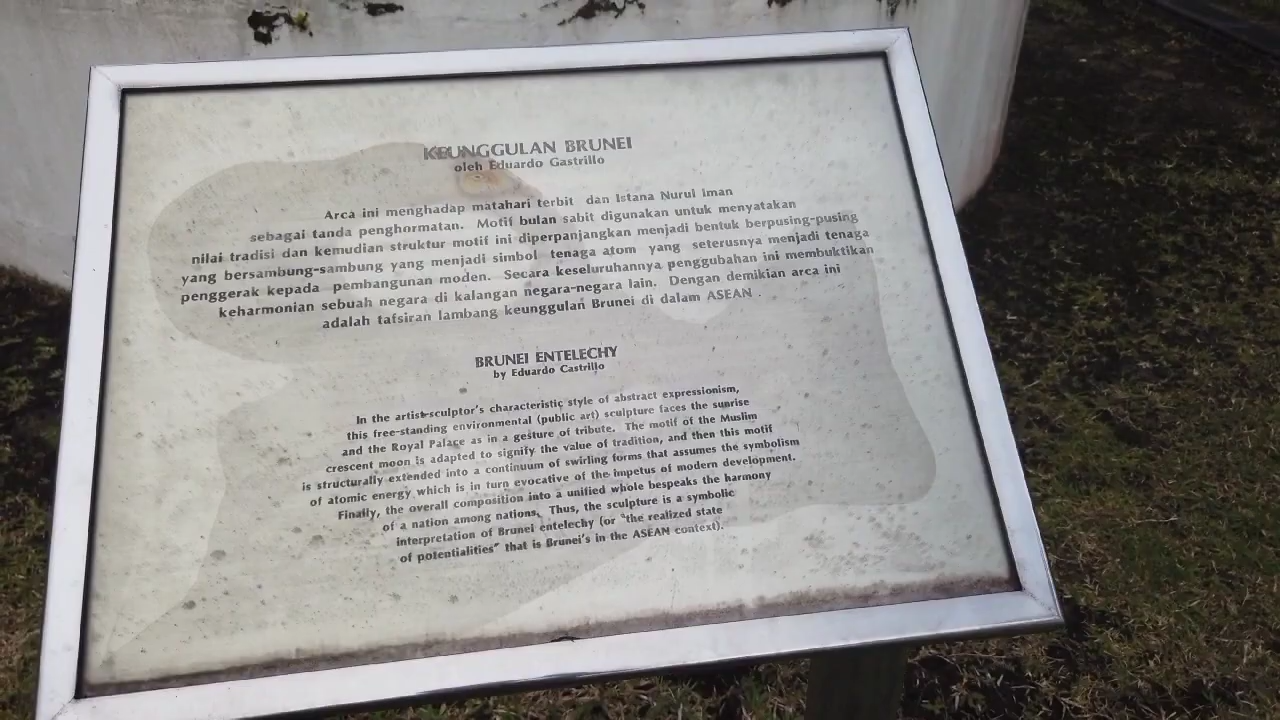 KEUNGGULAN BRUNEI
oleh Eduardo Gastrillo
Arca ini menghadap matahari terbit dan Istana Nurul Iman
sebagai tanda penghormatan. Motif bulan sabit digunakan untuk menyatakan
nilai tradisi dan kemudian struktur motif ini diperpanjangkan menjadi bentuk berpusing-pusing
yang bersambung-sambung yang menjadi simbol tenaga atom yang seterusnya menjadi tenaga
penggerak kepada pembangunan moden. Secara keseluruhannya penggubahan ini membuktikan
keharmonian sebuah negara di kalangan negara-negara lain. Dengan demikian arca ini
adalah tafsiran lambang keunggulan Brunei di dalam ASEAN .
BRUNEI ENTELECHY
by Eduardo Castrillo
In the artist-sculptor's characteristic style of abstract expressionism,
this free-standing environmental (public art) sculpture faces the sunrise
and the Royal Palace as in a gesture of tribute. The motif of the Muslim
crescent moon is adapted to signify the value of tradition, and then this motif
is structurally extended into a continuum of swirling forms that assumes the symbolism
of atomic energy which is in turn evocative of the impetus of modern development.
Finally, the overall composition into a unified whole bespeaks the harmony
of a nation among nations. Thus, the sculpture is a symbolic
interpretation of Brunei entelechy (or "the realized state
of potentialities" that is Brunei's in the ASEAN context).